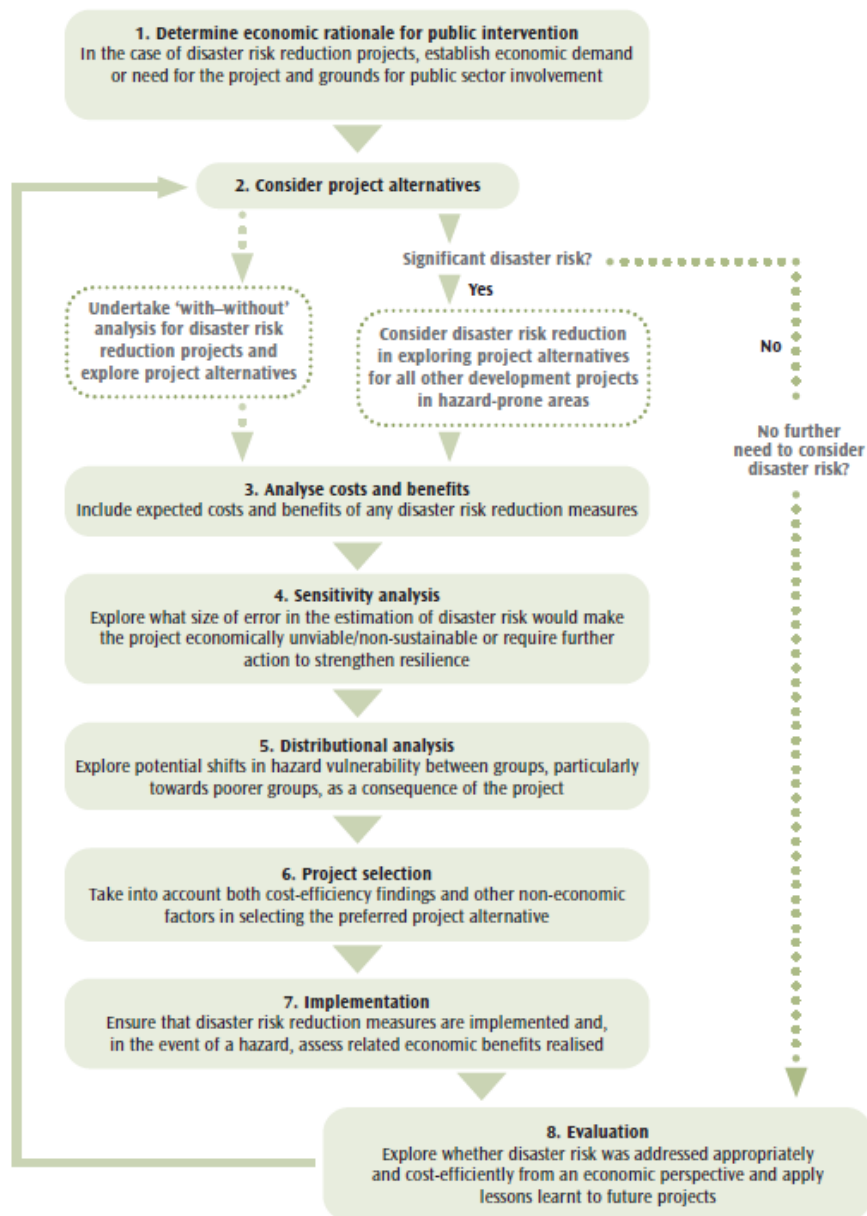 1. Determine economic rationale for public intervention
In the case of disaster risk reduction projects, establish economic demand
or need for the project and grounds for public sector involvement
2. Consider project alternatives
Significant disaster risk?
Yes
No
Undertake ‘with–without’
analysis for disaster risk
reduction projects and
explore project alternatives
Consider disaster risk reduction
in exploring project alternatives
for all other development projects
in hazard-prone areas
No further
need to consider
disaster risk?
3. Analyse costs and benefits
Include expected costs and benefits of any disaster risk reduction measures
4. Sensitivity analysis
Explore what size of error in the estimation of disaster risk would make
the project economically unviable/non-sustainable or require further
action to strengthen resilience
5. Distributional analysis
Explore potential shifts in hazard vulnerability between groups, particularly
towards poorer groups, as a consequence of the project
6. Project selection
Take into account both cost-efficiency findings and other non-economic
factors in selecting the preferred project alternative
7. Implementation
Ensure that disaster risk reduction measures are implemented and,
in the event of a hazard, assess related economic benefits realised
8. Evaluation
Explore whether disaster risk was addressed appropriately
and cost-efficiently from an economic perspective and apply
lessons learnt to future projects